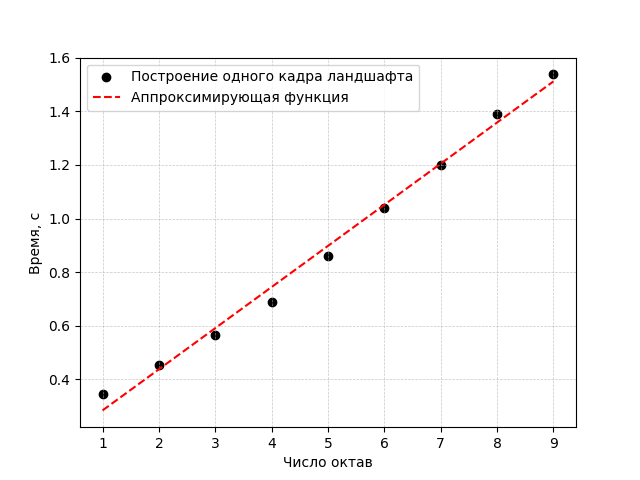 Построение одного кадра ландшафта
Аппроксимирующая функция
Время, с
1.6
1.4
1.2
1.0
0.8
0.6
0.4
1 2 3 4 5 6 7 8 9
Число октав